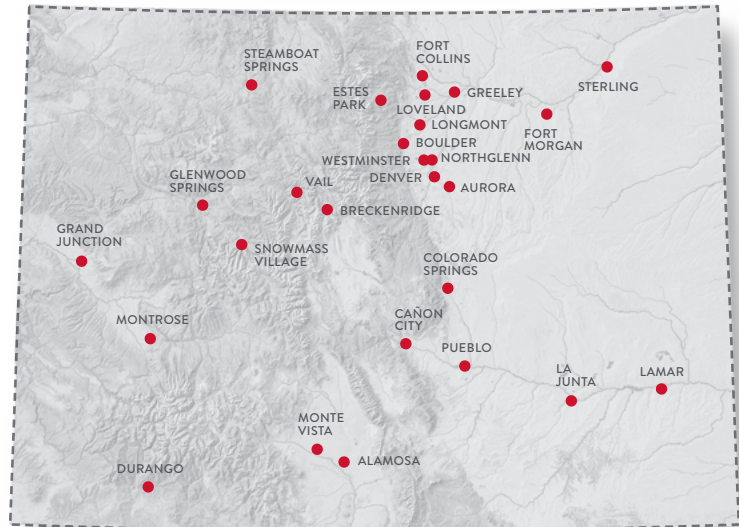 FORT
COLLINS
STEAMBOAT
SPRINGS
STERLING
ESTES
PARK
GREELEY
LOVELAND
LONGMONT
FORT
MORGAN
BOULDER
WESTMINSTER
NORTHGLENN
GLENWOOD
SPRINGS
VAIL
DENVER
AURORA
BRECKENRIDGE
GRAND
JUNCTION
SNOWMASS
VILLAGE
COLORADO
SPRINGS
MONTROSE
CAÑON
CITY
PUEBLO
LA
JUNTA
LAMAR
MONTE
VISTA
ALAMOSA
DURANGO